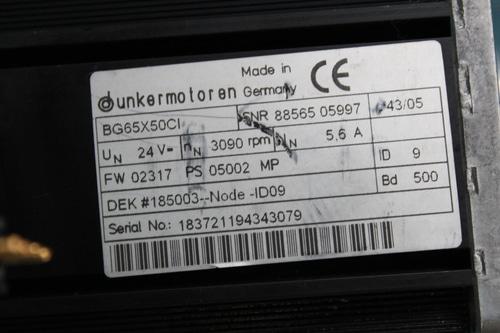 dunkermotoren Made in Germany CE
BG65X50CI SNR 88565 05997 43/05
UN 24 V= nN 3090 rpm IN 5,6 A
FW 02317 PS 05002 MP ID 9
DEK #185003--Node -ID09 Bd 500
Serial No.: 183721194343079